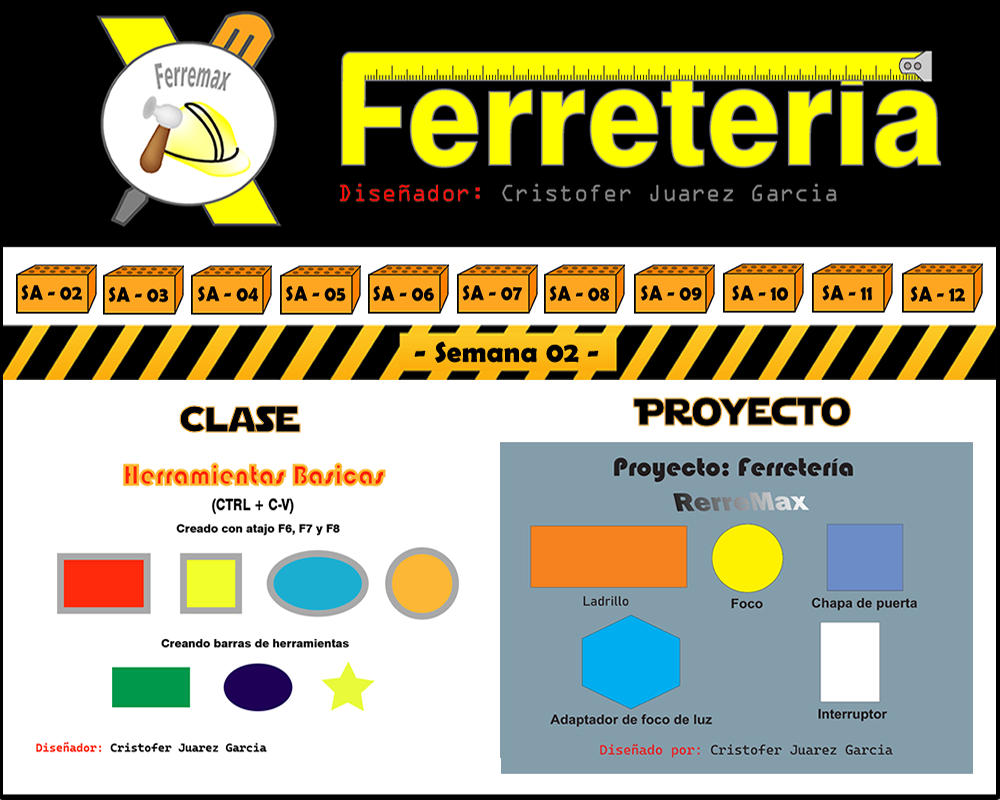 Ferremax
Ferretería
Diseñador: Cristofer Juarez Garcia
SA - 02 SA - 03 SA - 04 SA - 05 SA - 06 SA - 07 SA - 08 SA - 09 SA - 10 SA - 11 SA - 12
- Semana 02 -
CLASE
Herramientas Basicas
(CTRL + C-V)
Creado con atajo F6, F7 y F8
Creando barras de herramientas
Diseñador: Cristofer Juarez Garcia
PROYECTO
Proyecto: Ferretería
RerroMax
Ladrillo
Foco
Chapa de puerta
Adaptador de foco de luz
Interruptor
Diseñado por: Cristofer Juarez Garcia